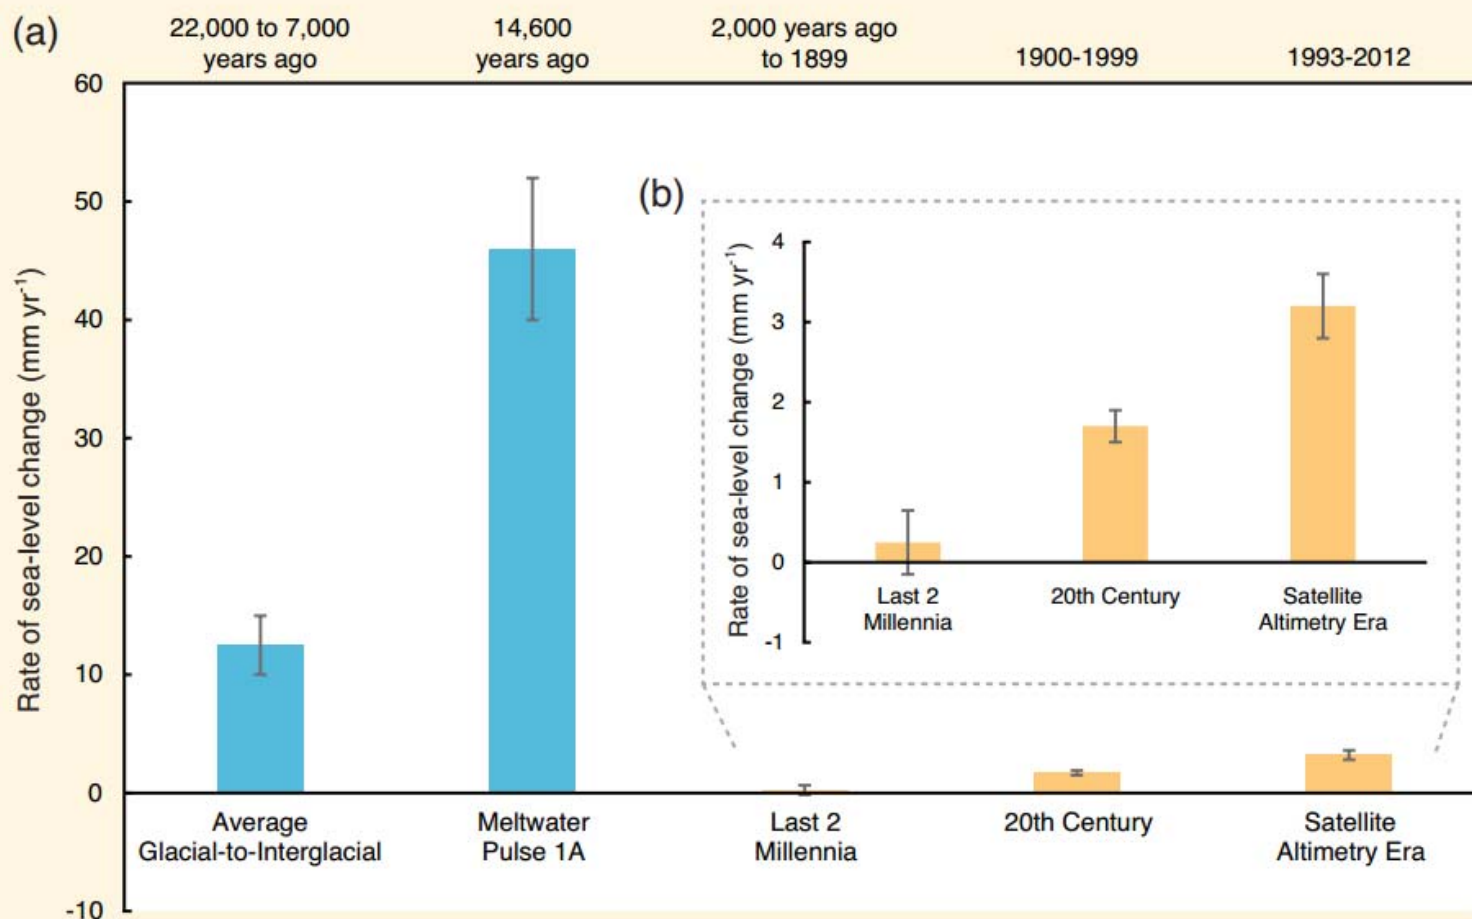 (a)
22,000 to 7,000
years ago
14,600
years ago
2,000 years ago
to 1899
1900-1999
1993-2012
Rate of sea-level change (mm yr⁻¹)
60
50
40
30
20
10
0
-10
(b)
Rate of sea-level change (mm yr⁻¹)
4
3
2
1
0
-1
Last 2
Millennia
20th Century
Satellite
Altimetry Era
Average
Glacial-to-Interglacial
Meltwater
Pulse 1A
Last 2
Millennia
20th Century
Satellite
Altimetry Era